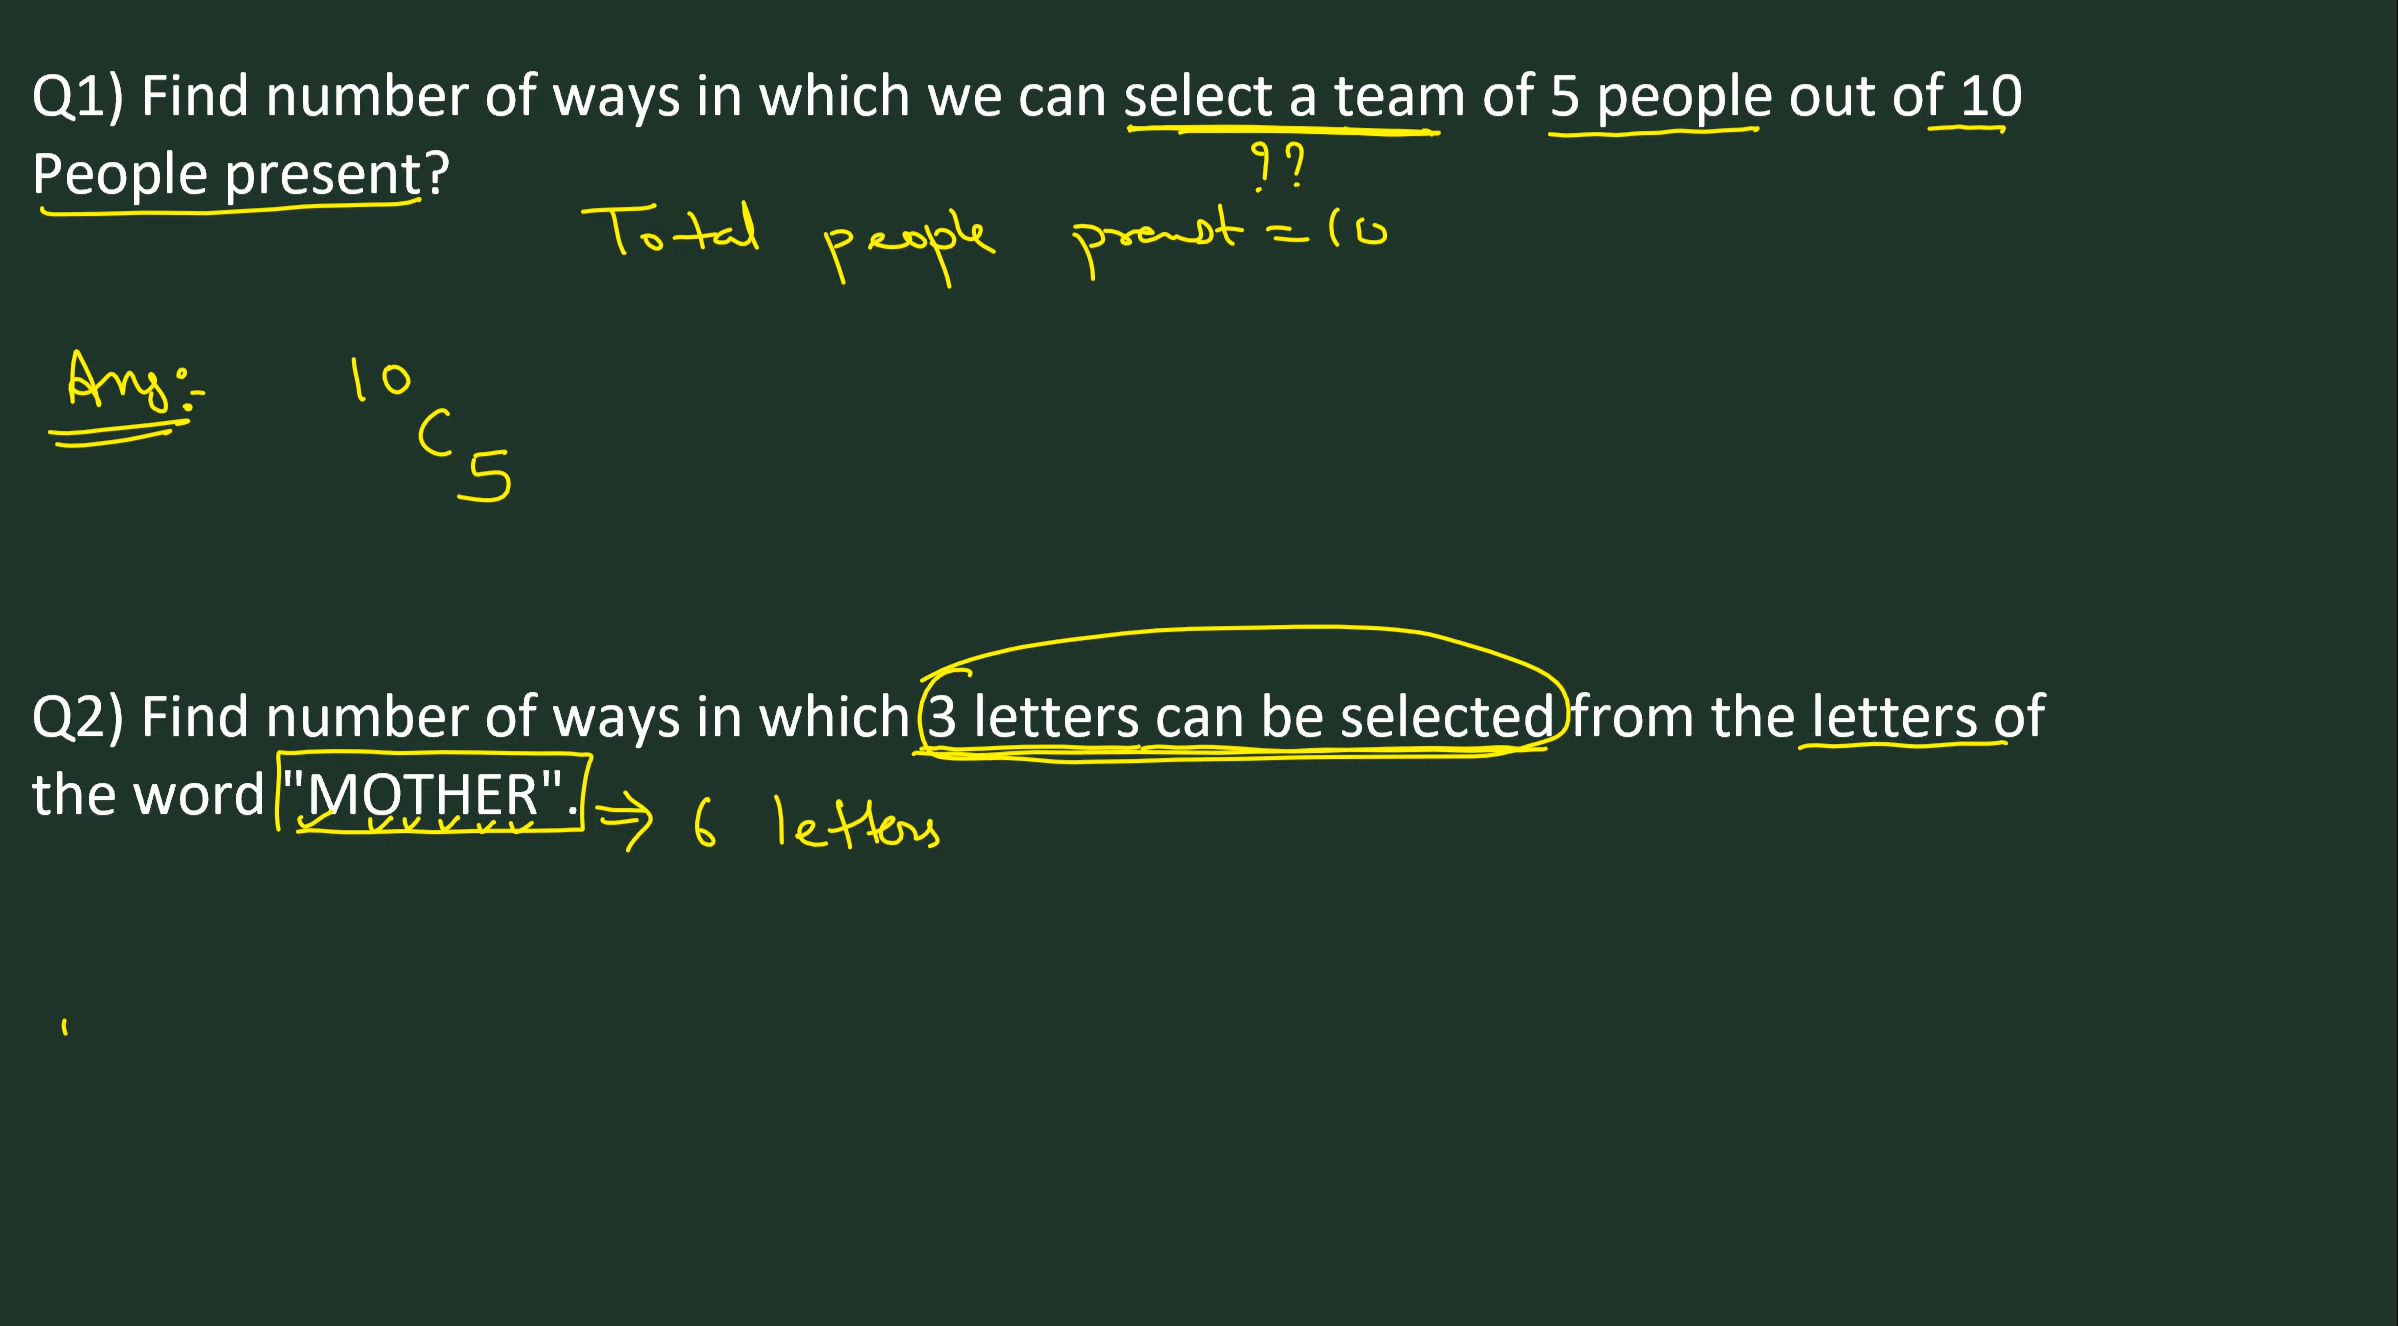 Q1) Find number of ways in which we can select a team of 5 people out of 10
People present?
??
Total people present = 10
Ans:-
10
C
5
Q2) Find number of ways in which 3 letters can be selected from the letters of
the word "MOTHER". ⇒ 6 letters